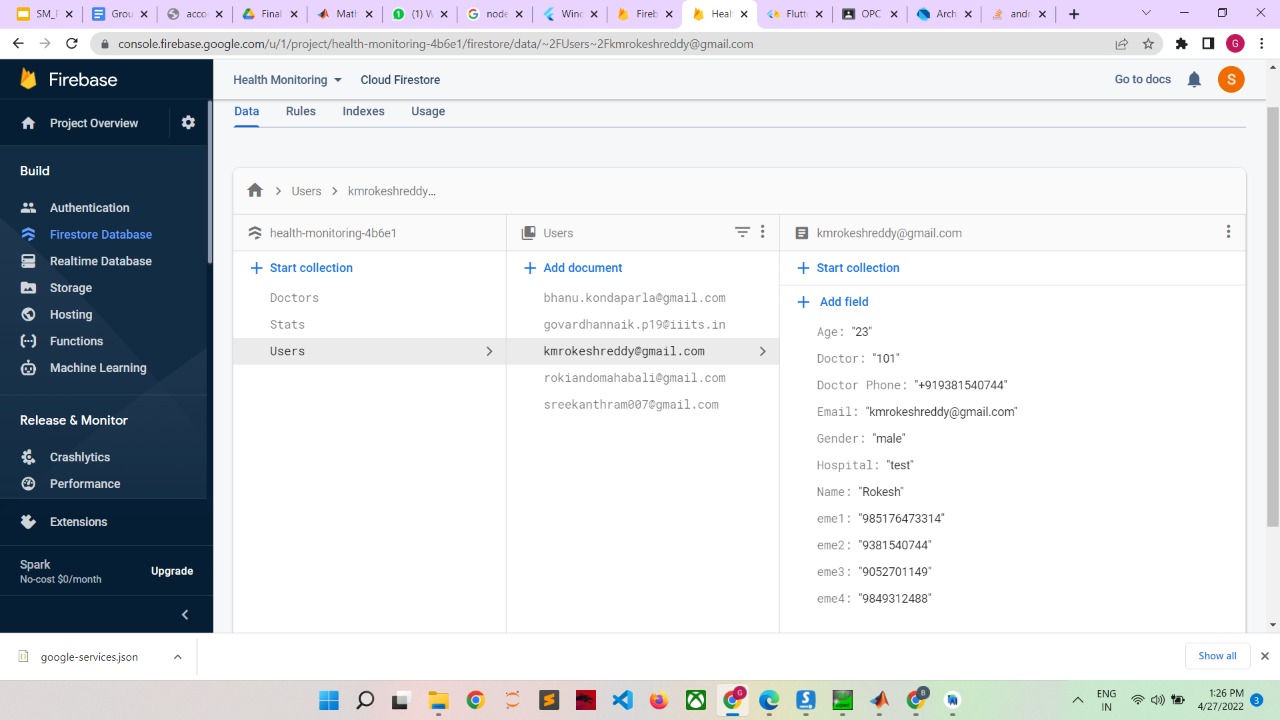 SM_I
Hous
acco
Final
Math
(1) W
node
Winc
Fireb
Healt
Flutt
OPC
Arch
andr
console.firebase.google.com/u/1/project/health-monitoring-4b6e1/firestore/data/~2FUsers~2Fkmrokeshreddy@gmail.com
G
Firebase
Health Monitoring
Cloud Firestore
Go to docs
S
Project Overview
Data
Rules
Indexes
Usage
Build
Authentication
Firestore Database
Realtime Database
Storage
Hosting
Functions
Machine Learning
Release & Monitor
Crashlytics
Performance
Extensions
Spark
No-cost $0/month
Upgrade
Users
kmrokeshreddy...
health-monitoring-4b6e1
Start collection
Doctors
Stats
Users
Users
Add document
bhanu.kondaparla@gmail.com
govardhannaik.p19@iiits.in
kmrokeshreddy@gmail.com
rokiandomahabali@gmail.com
sreekanthram007@gmail.com
kmrokeshreddy@gmail.com
Start collection
Add field
Age: "23"
Doctor: "101"
Doctor Phone: "+919381540744"
Email: "kmrokeshreddy@gmail.com"
Gender: "male"
Hospital: "test"
Name: "Rokesh"
eme1: "985176473314"
eme2: "9381540744"
eme3: "9052701149"
eme4: "9849312488"
google-services.json
Show all
G
B
ENG
IN
1:26 PM
4/27/2022
3